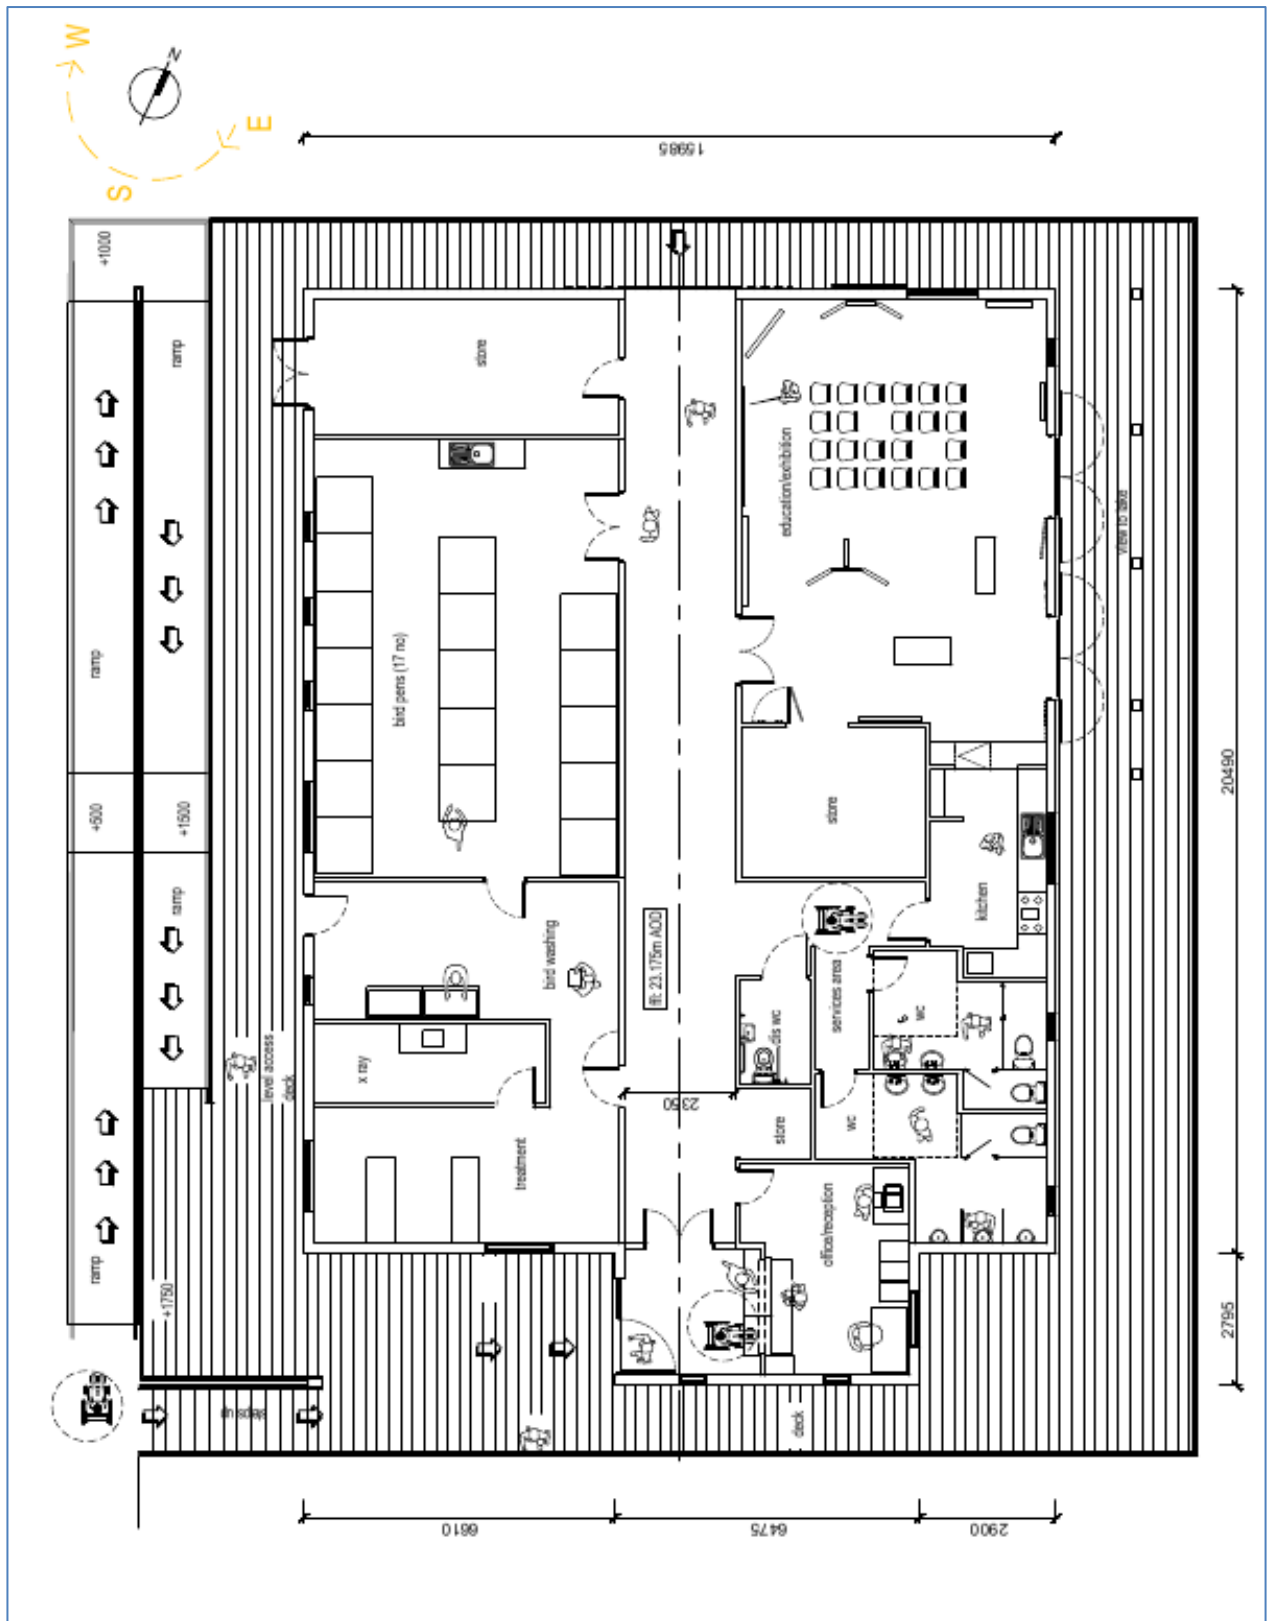 W
N
E
S
15985
+1000
ramp
store
education/exhibition
view to lake
ramp
bird pens (17 no)
+500
+1500
store
20490
ramp
bird washing
ffl: 23.175m AOD
kitchen
services area
wc
dis wc
level access
deck
x ray
2350
store
wc
treatment
office/reception
ramp
+1750
2795
steps up
deck
6610
6475
2900